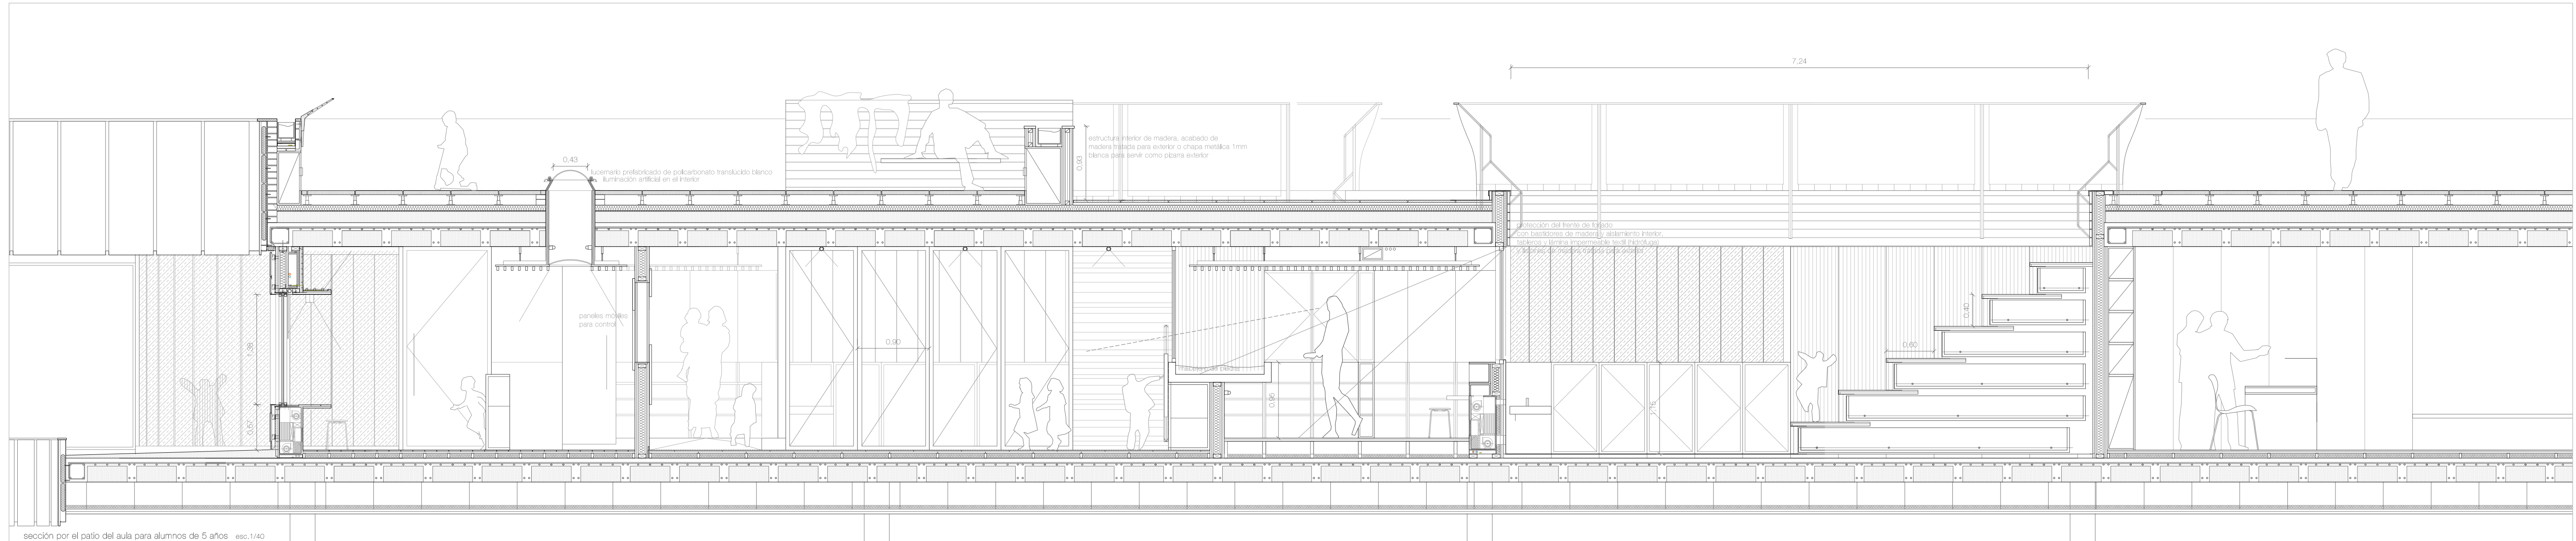 7.24
0.43
lucernario prefabricado de policarbonato translúcido blanco
iluminación artificial en el interior
0.93
estructura interior de madera, acabado de
madera tratada para exterior o chapa metálica 1mm
blanca para servir como pizarra exterior
protección del frente de forjado
con bastidores de madera y aislamiento interior,
tableros y lamina impermeable textil (hidrófuga)
paneles móviles
para control
1.38
0.67
0.90
0.95
0.40
0.60
sección por el patio del aula para alumnos de 5 años esc.1/40